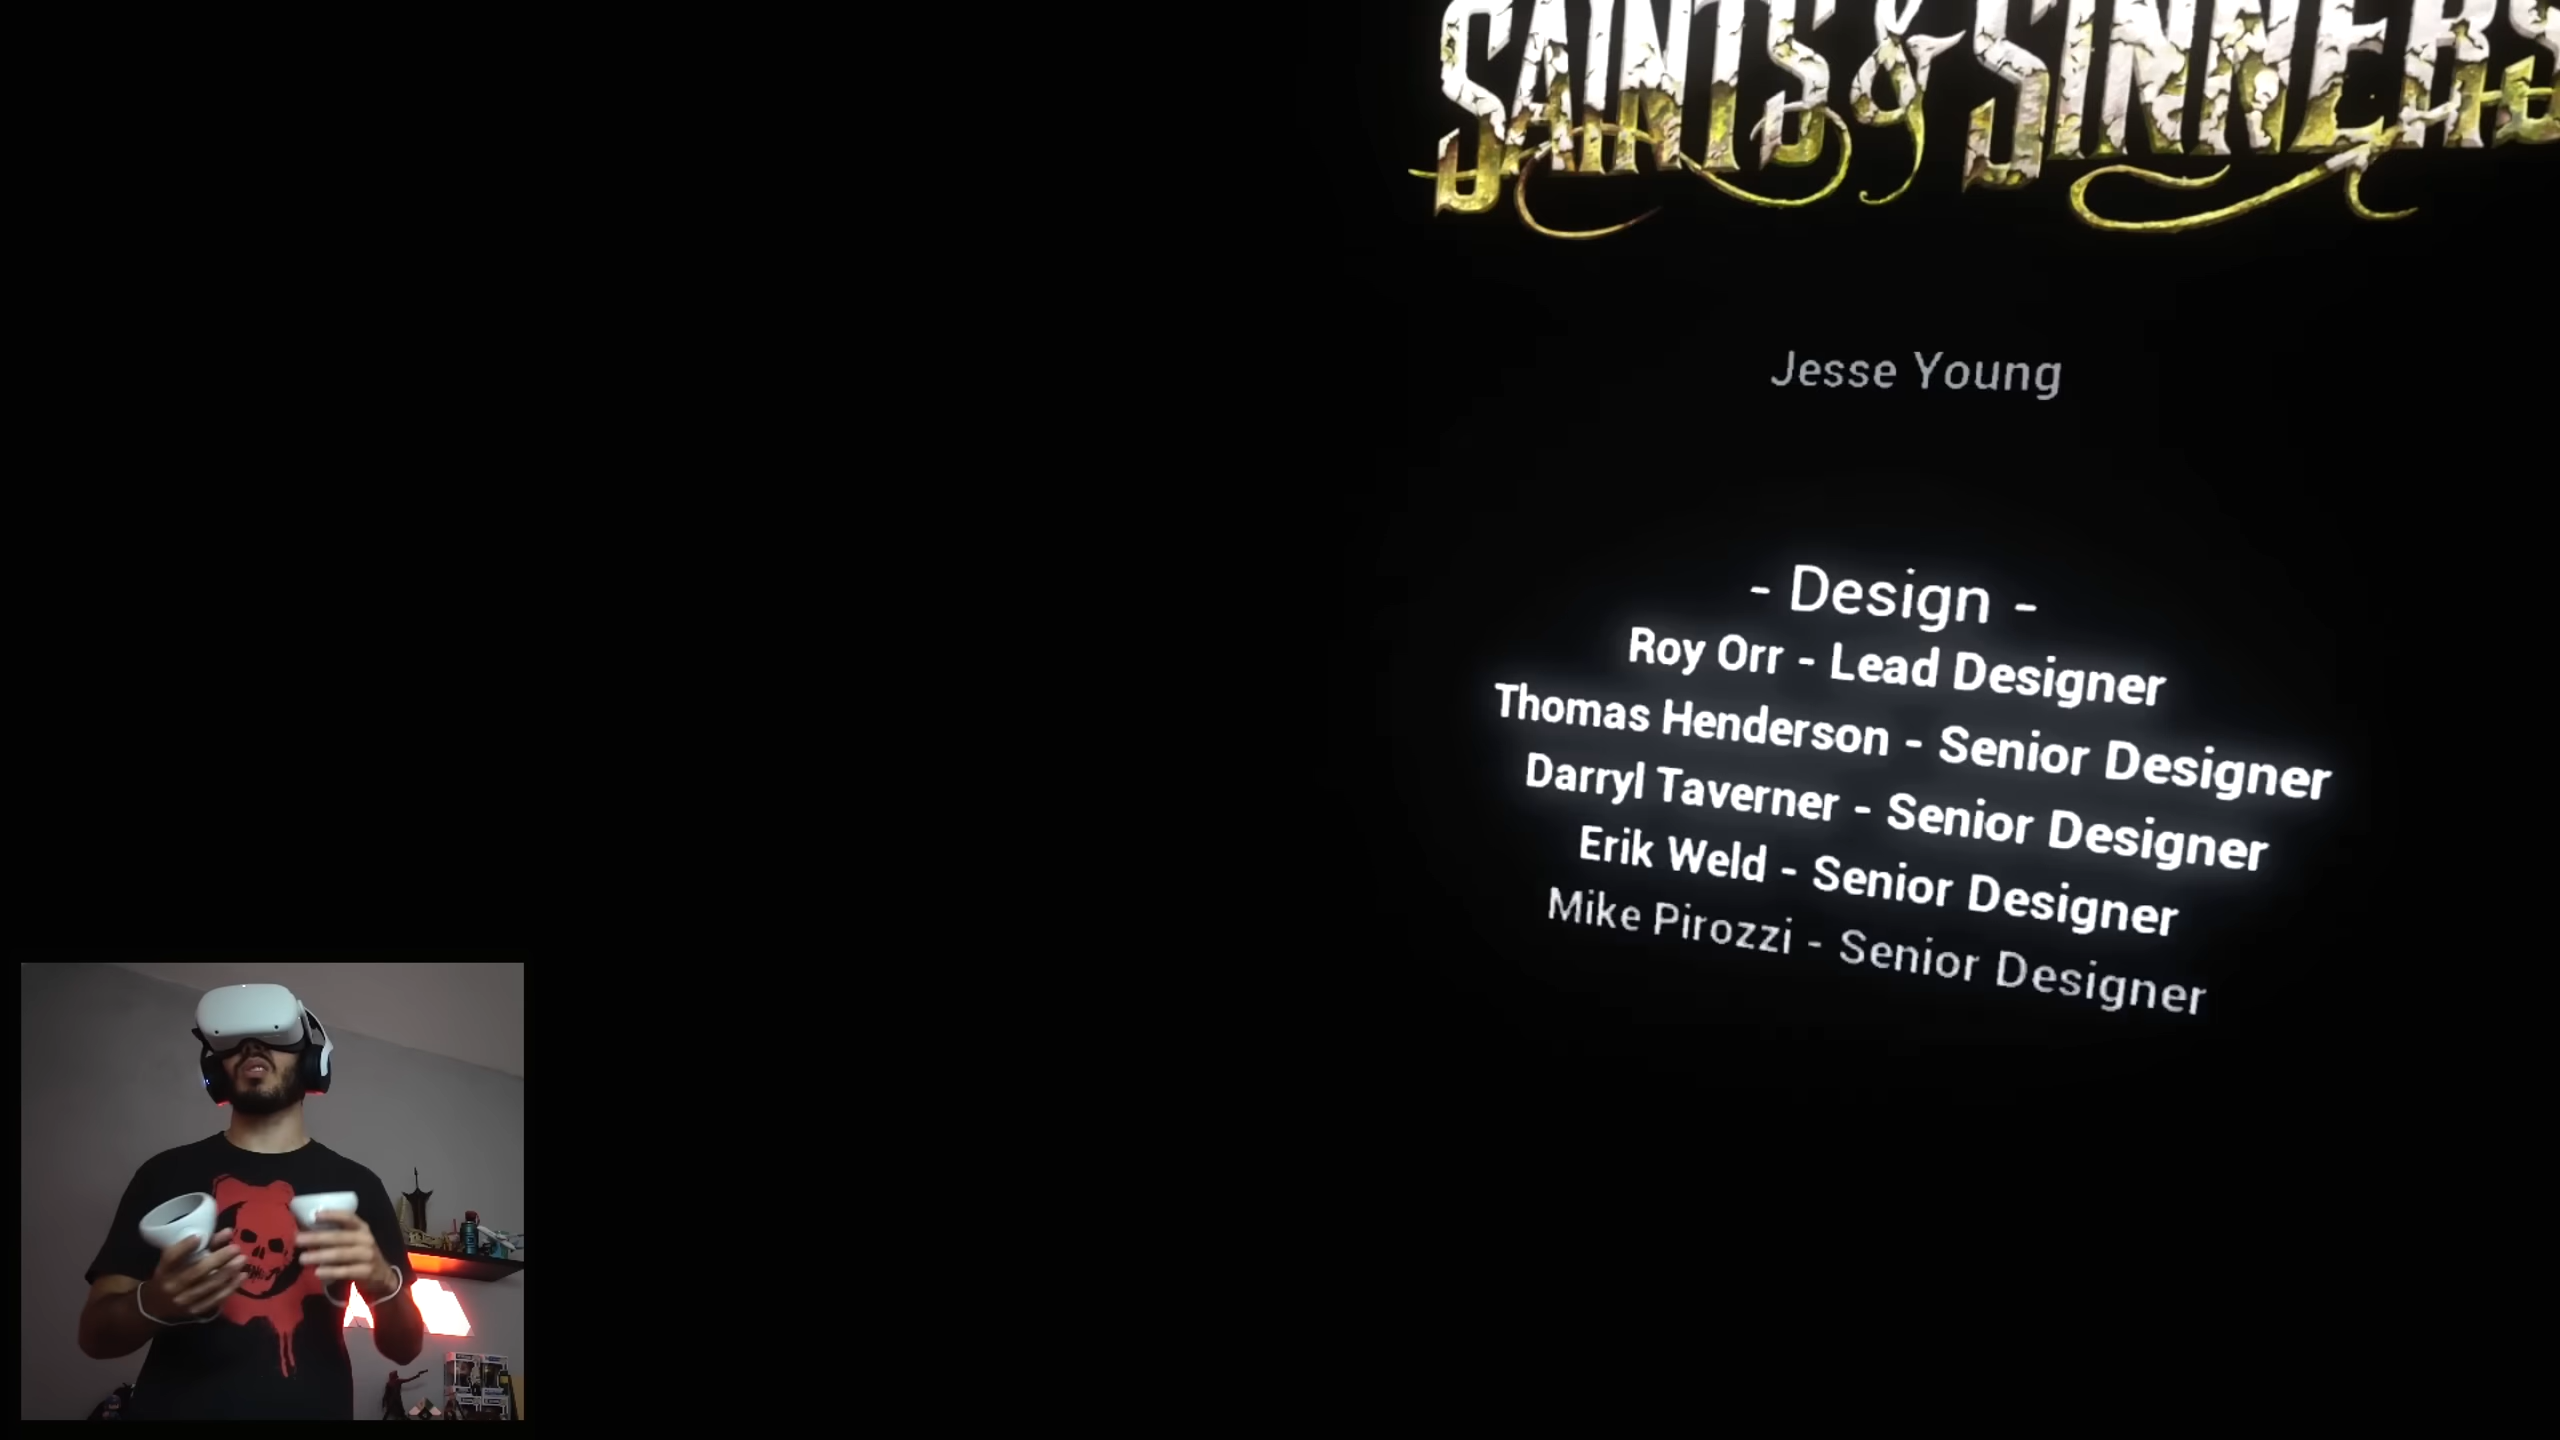 SAINTS & SINNERS
Jesse Young
- Design -
Roy Orr - Lead Designer
Thomas Henderson - Senior Designer
Darryl Taverner - Senior Designer
Erik Weld - Senior Designer
Mike Pirozzi - Senior Designer